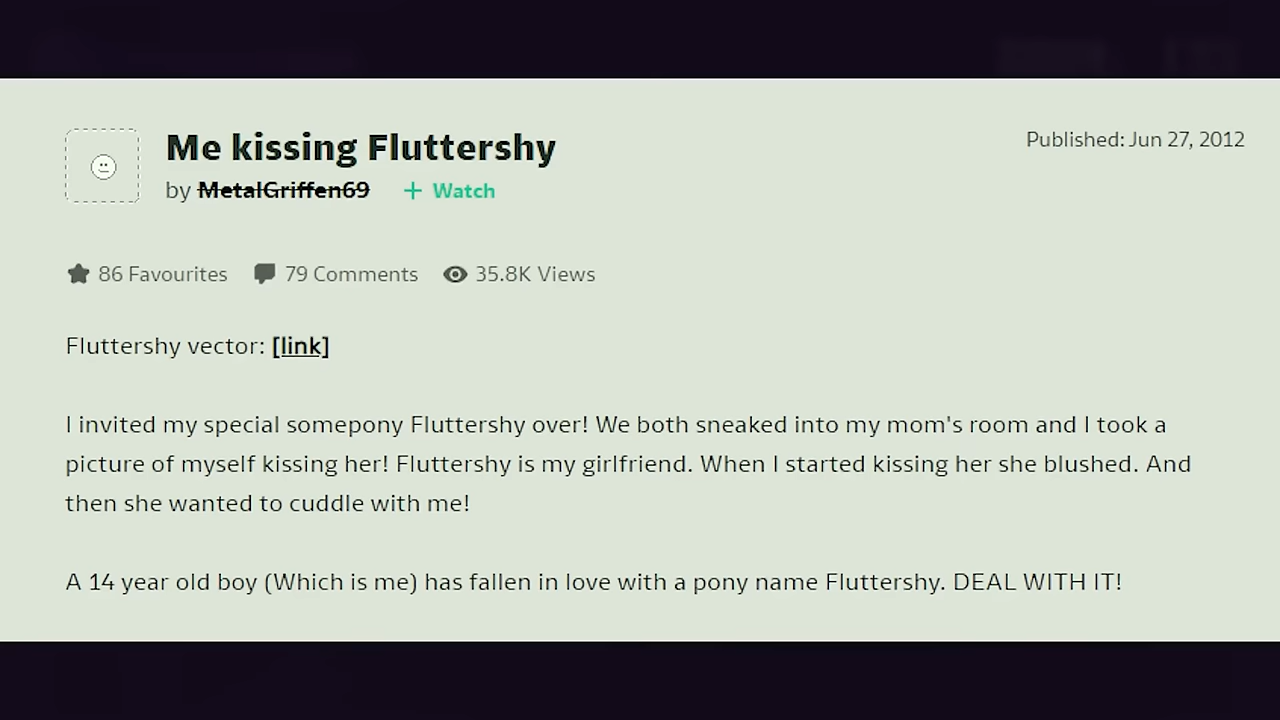 Me kissing Fluttershy
Published: Jun 27, 2012
by MetalGriffen69 + Watch
86 Favourites 79 Comments 35.8K Views
Fluttershy vector: [link]
I invited my special somepony Fluttershy over! We both sneaked into my mom's room and I took a
picture of myself kissing her! Fluttershy is my girlfriend. When I started kissing her she blushed. And
then she wanted to cuddle with me!
A 14 year old boy (Which is me) has fallen in love with a pony name Fluttershy. DEAL WITH IT!